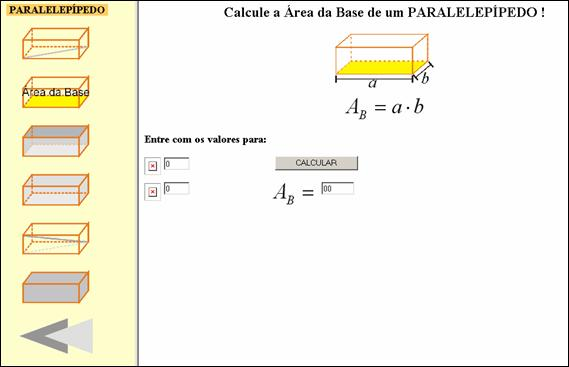 PARALELEPÍPEDO
Área da Base
Calcule a Área da Base de um PARALELEPÍPEDO !
a
b
A_B = a · b
Entre com os valores para:
0
CALCULAR
0
A_B = 00